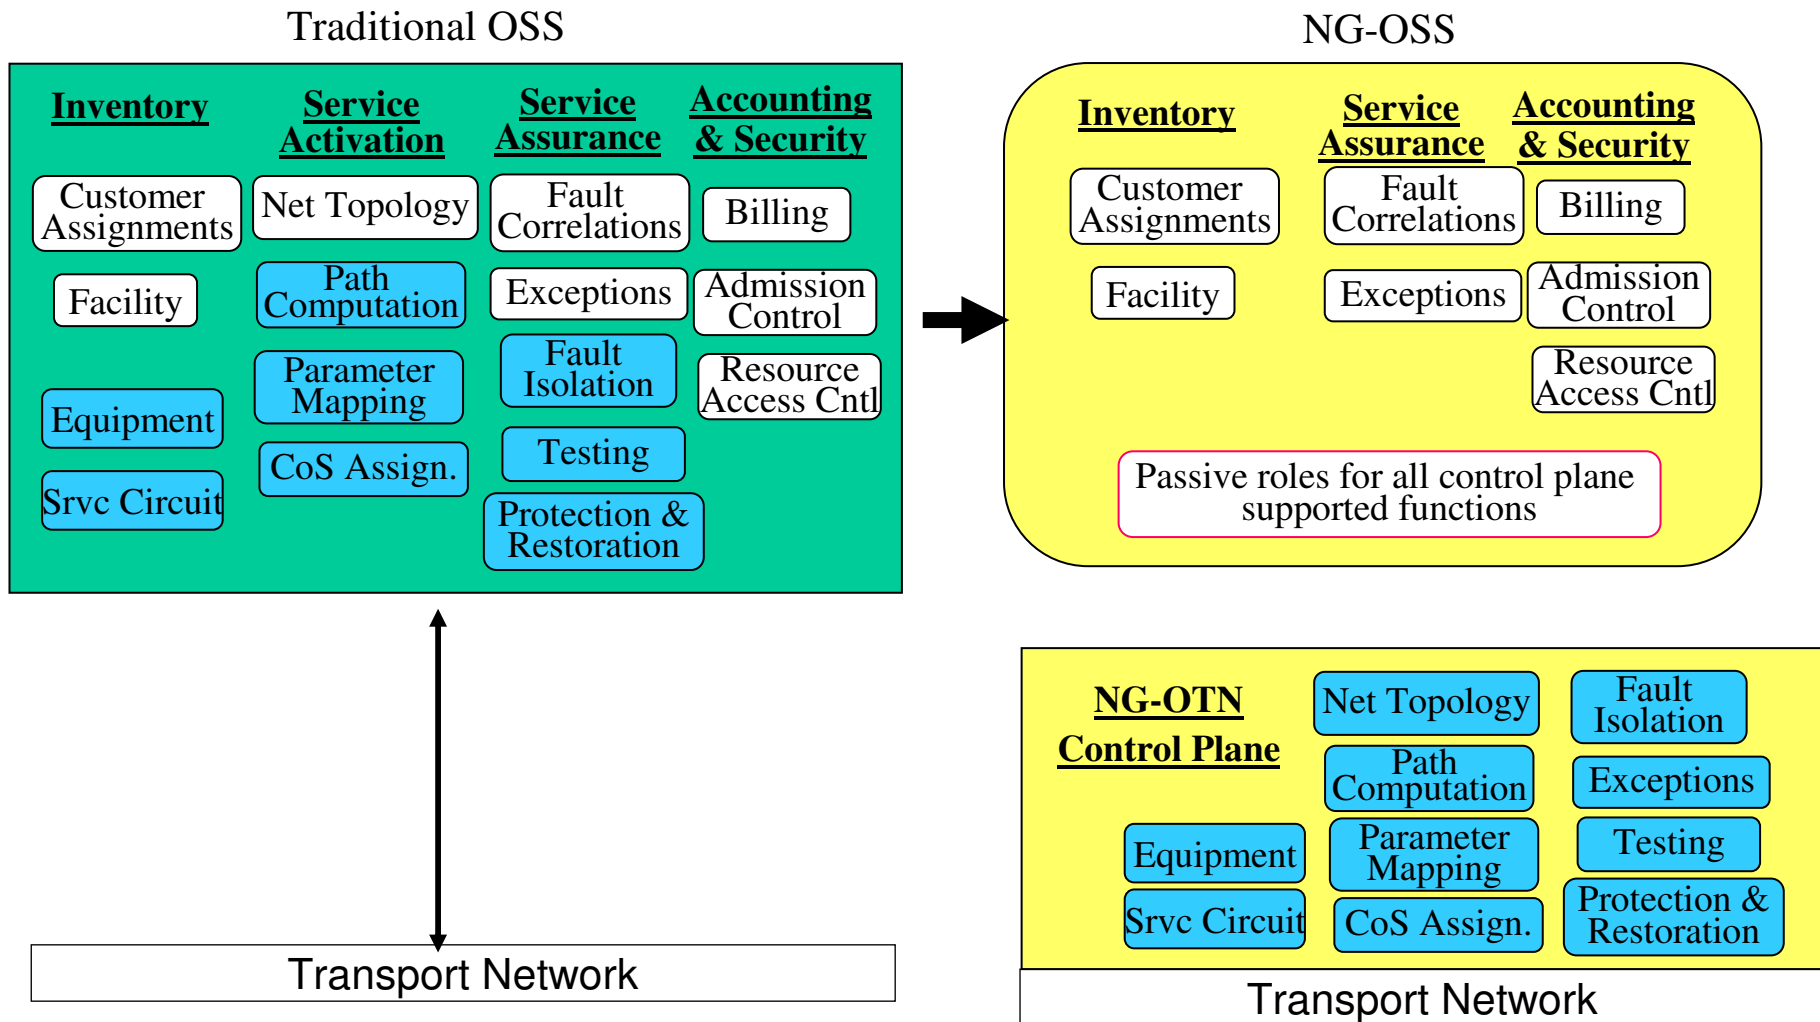 Traditional OSS
Inventory
Service
Activation
Service
Assurance
Accounting
& Security
Customer
Assignments
Facility
Equipment
Srvc Circuit
Net Topology
Path
Computation
Parameter
Mapping
CoS Assign.
Fault
Correlations
Exceptions
Fault
Isolation
Testing
Protection &
Restoration
Billing
Admission
Control
Resource
Access Cntl
Transport Network
NG-OSS
Inventory
Service
Assurance
Accounting
& Security
Customer
Assignments
Facility
Fault
Correlations
Exceptions
Billing
Admission
Control
Resource
Access Cntl
Passive roles for all control plane
supported functions
NG-OTN
Control Plane
Equipment
Srvc Circuit
Net Topology
Path
Computation
Parameter
Mapping
CoS Assign.
Fault
Isolation
Exceptions
Testing
Protection &
Restoration
Transport Network